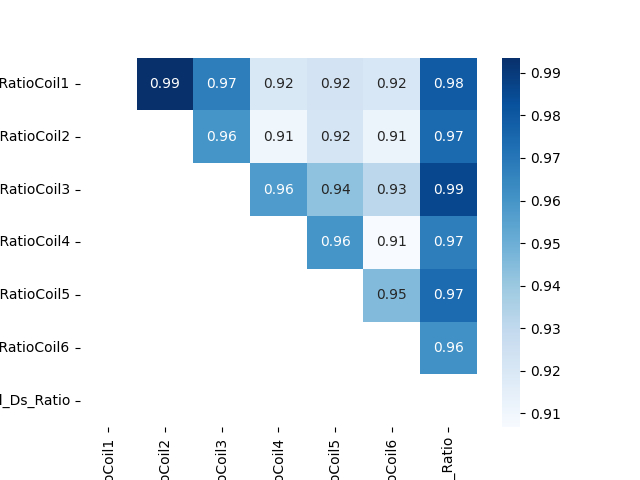 RatioCoil1
0.99 0.97 0.92 0.92 0.92 0.98
RatioCoil2
0.96 0.91 0.92 0.91 0.97
RatioCoil3
0.96 0.94 0.93 0.99
RatioCoil4
0.96 0.91 0.97
RatioCoil5
0.95 0.97
RatioCoil6
0.96
l_Ds_Ratio
oCoil1
oCoil2
oCoil3
oCoil4
oCoil5
oCoil6
_Ratio
0.99
0.98
0.97
0.96
0.95
0.94
0.93
0.92
0.91